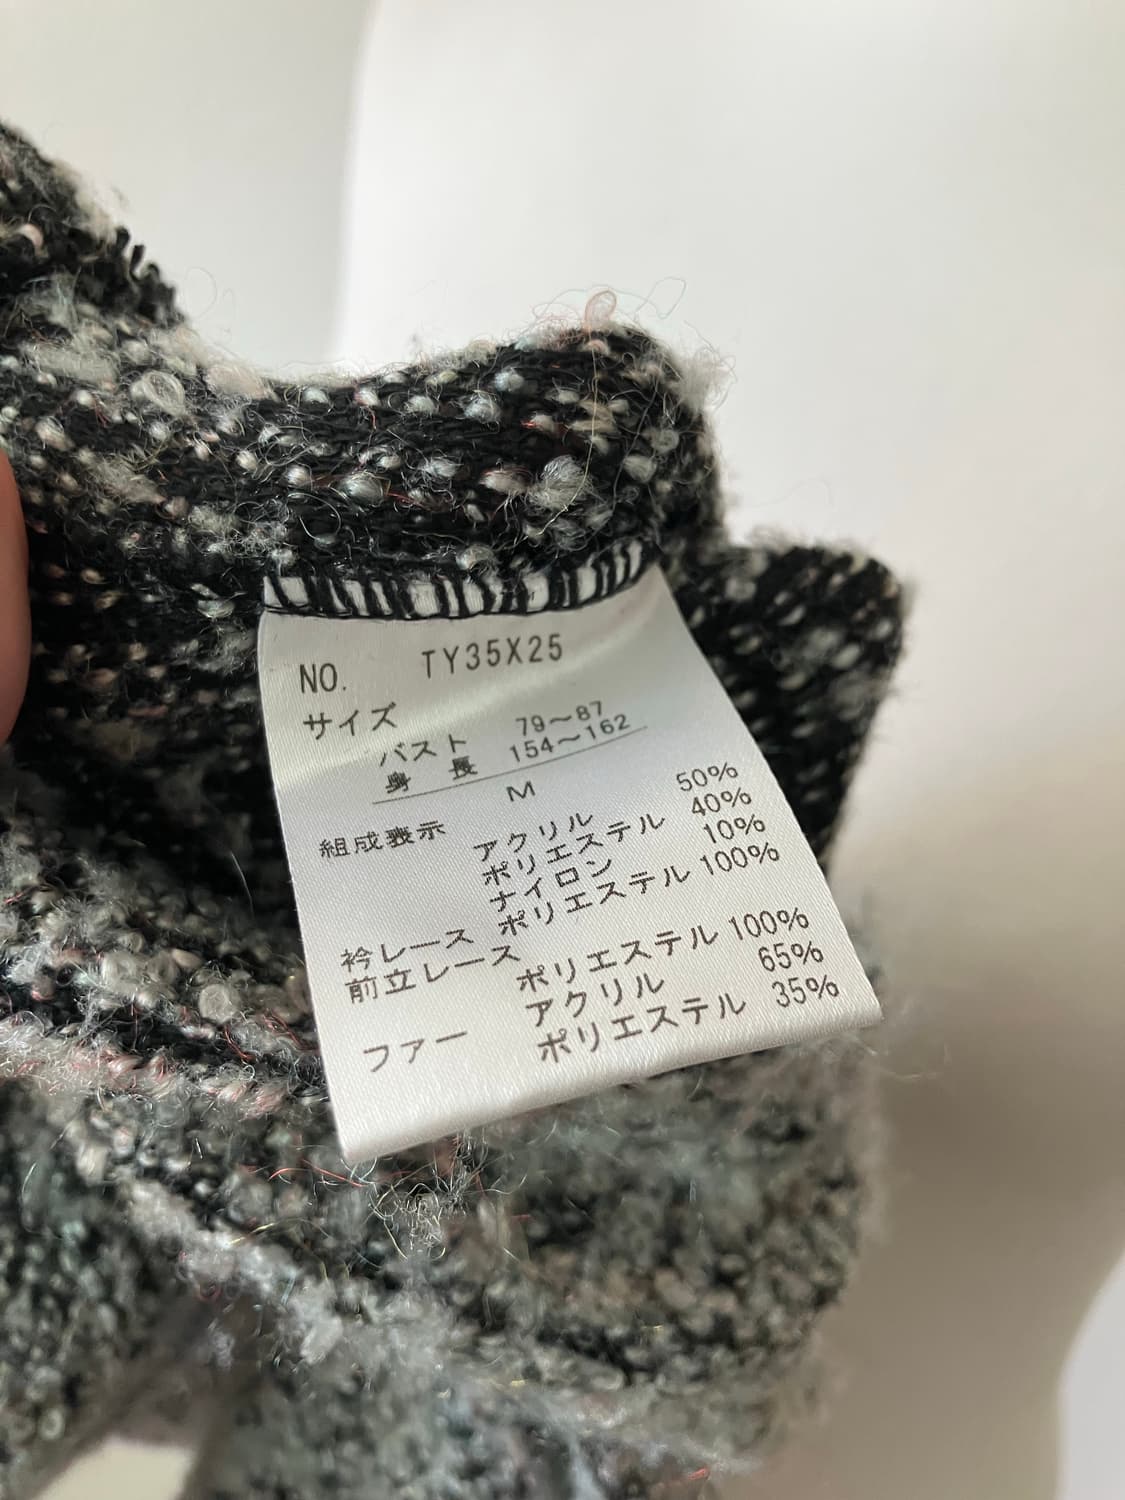 NO. TY35X25
サイズ
バスト 79～87
身長 154～162
M
組成表示 アクリル 50%
ポリエステル 40%
ナイロン 10%
衿レース ポリエステル 100%
前立レース ポリエステル 100%
ファー アクリル 65%
ポリエステル 35%